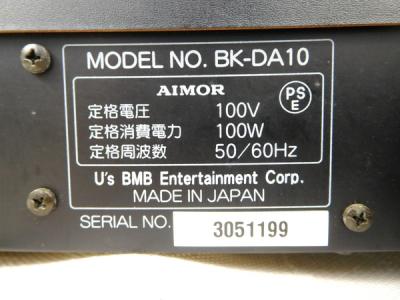 MODEL NO. BK-DA10
AIMOR
PS
E
定格電圧 100V
定格消費電力 100W
定格周波数 50/60Hz
U's BMB Entertainment Corp.
MADE IN JAPAN
SERIAL NO. 3051199